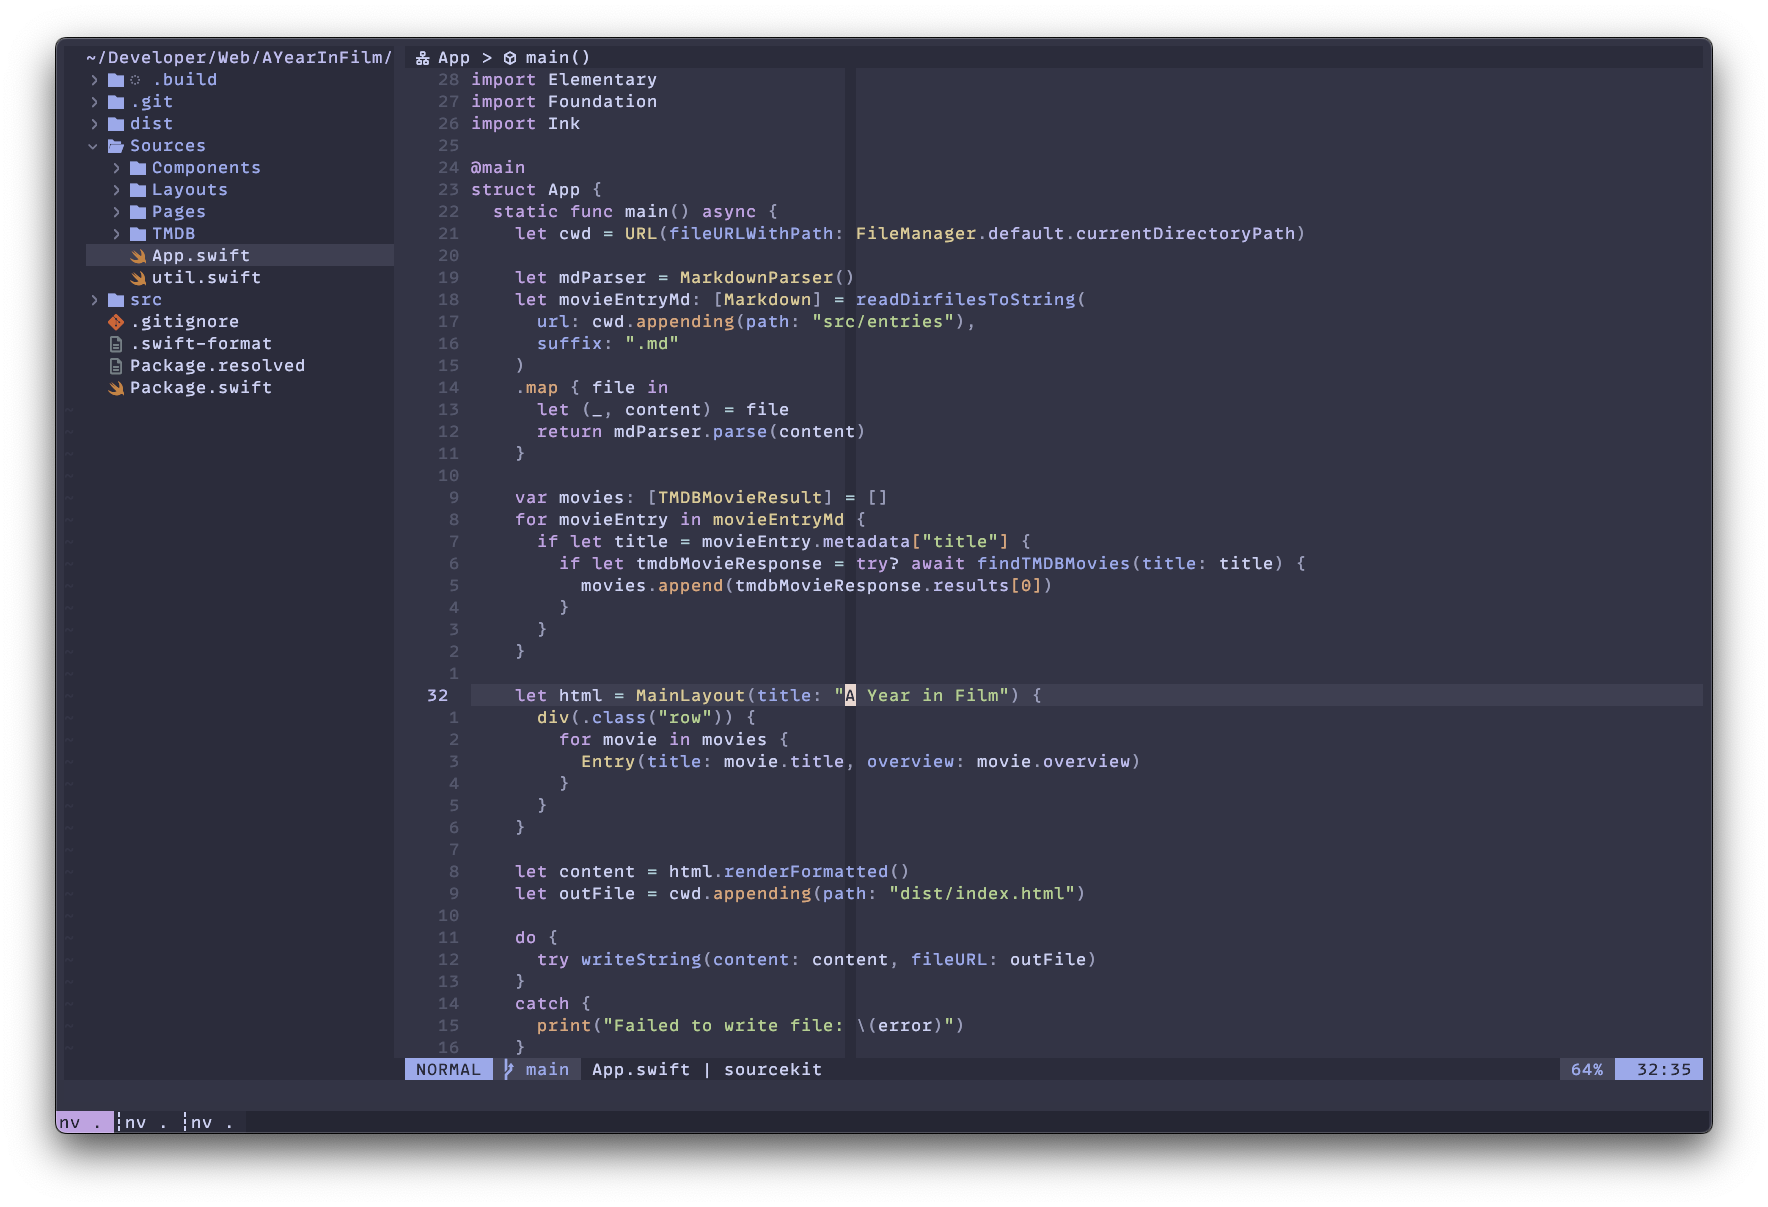 ~/Developer/Web/AYearInFilm/
.build
.git
dist
Sources
Components
Layouts
Pages
TMDB
App.swift
util.swift
src
.gitignore
.swift-format
Package.resolved
Package.swift
App > main()
28 import Elementary
27 import Foundation
26 import Ink
25
24 @main
23 struct App {
22   static func main() async {
21     let cwd = URL(fileURLWithPath: FileManager.default.currentDirectoryPath)
20
19     let mdParser = MarkdownParser()
18     let movieEntryMd: [Markdown] = readDirfilesToString(
17       url: cwd.appending(path: "src/entries"),
16       suffix: ".md"
15     )
14     .map { file in
13       let (_, content) = file
12       return mdParser.parse(content)
11     }
10
9     var movies: [TMDBMovieResult] = []
8     for movieEntry in movieEntryMd {
7       if let title = movieEntry.metadata["title"] {
6         if let tmdbMovieResponse = try? await findTMDBMovies(title: title) {
5           movies.append(tmdbMovieResponse.results[0])
4         }
3       }
2     }
1
32     let html = MainLayout(title: "A Year in Film") {
1       div(.class("row")) {
2         for movie in movies {
3           Entry(title: movie.title, overview: movie.overview)
4         }
5       }
6     }
7
8     let content = html.renderFormatted()
9     let outFile = cwd.appending(path: "dist/index.html")
10
11     do {
12       try writeString(content: content, fileURL: outFile)
13     }
14     catch {
15       print("Failed to write file: \(error)")
16     }
NORMAL main App.swift | sourcekit 64% 32:35
nv . nv . nv .